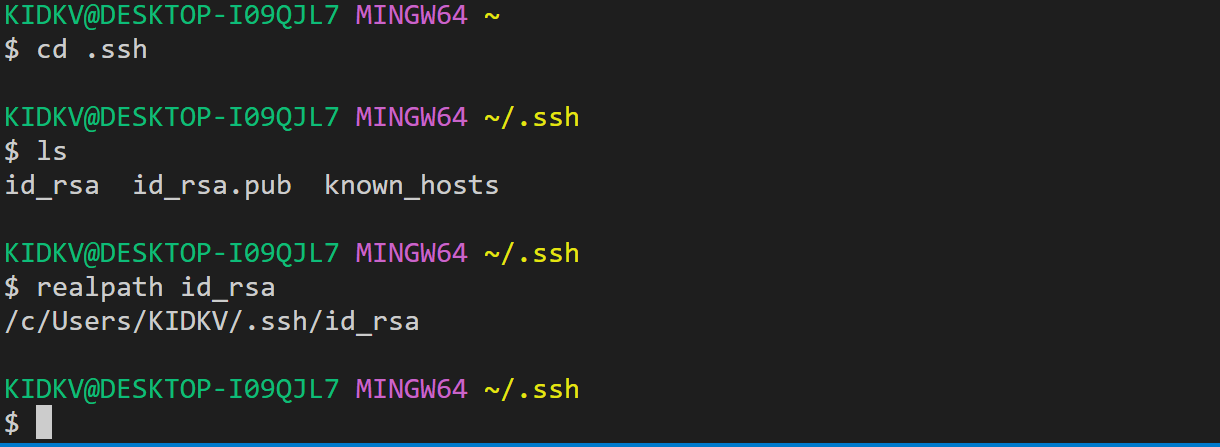 KIDKV@DESKTOP-I09QJL7 MINGW64 ~
$ cd .ssh
KIDKV@DESKTOP-I09QJL7 MINGW64 ~/.ssh
$ ls
id_rsa  id_rsa.pub  known_hosts
KIDKV@DESKTOP-I09QJL7 MINGW64 ~/.ssh
$ realpath id_rsa
/c/Users/KIDKV/.ssh/id_rsa
KIDKV@DESKTOP-I09QJL7 MINGW64 ~/.ssh
$